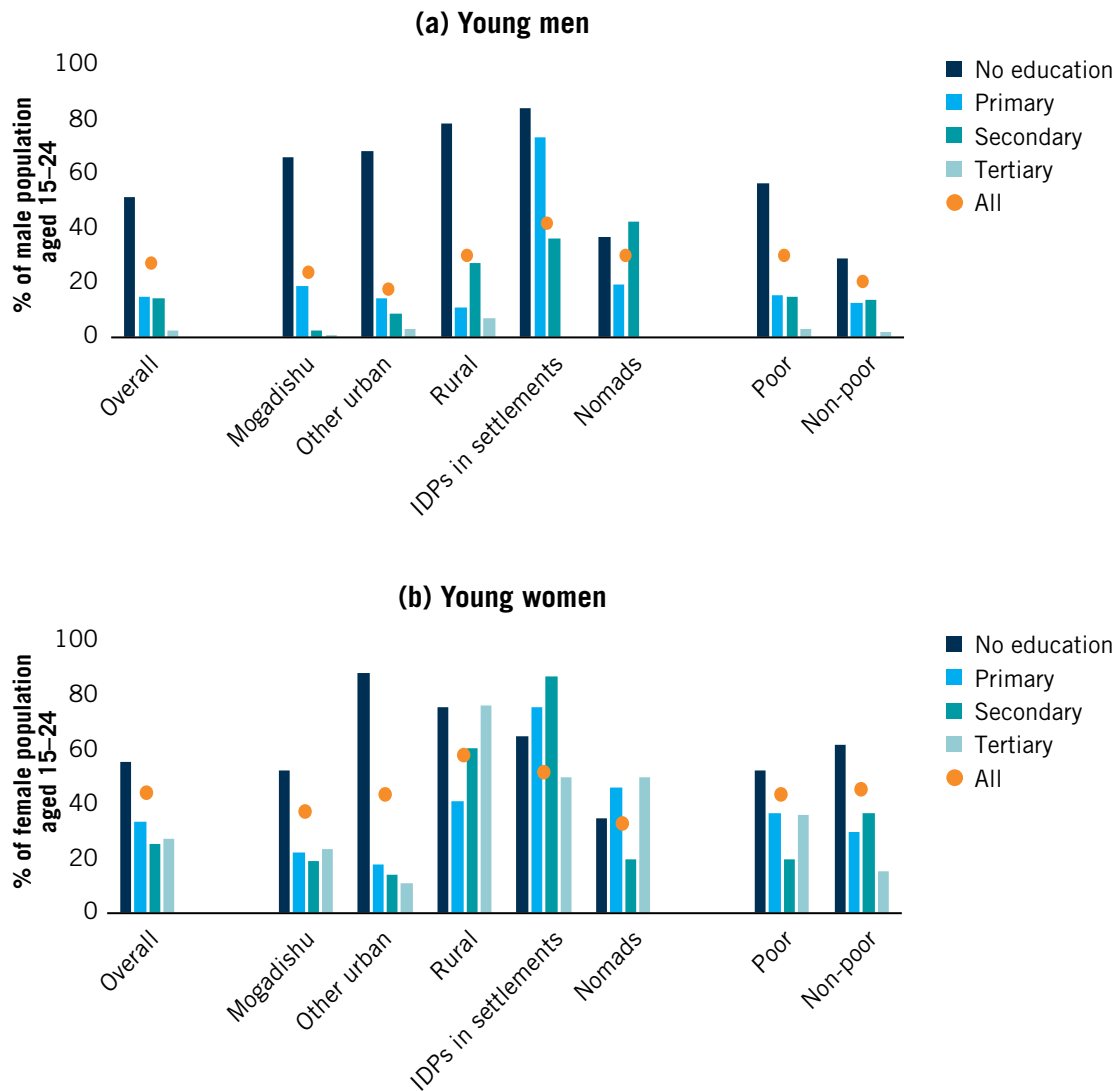 (a) Young men
% of male population
aged 15–24
100
80
60
40
20
0
Overall
Mogadishu
Other urban
Rural
IDPs in settlements
Nomads
Poor
Non-poor
No education
Primary
Secondary
Tertiary
All
(b) Young women
% of female population
aged 15–24
100
80
60
40
20
0
Overall
Mogadishu
Other urban
Rural
IDPs in settlements
Nomads
Poor
Non-poor
No education
Primary
Secondary
Tertiary
All